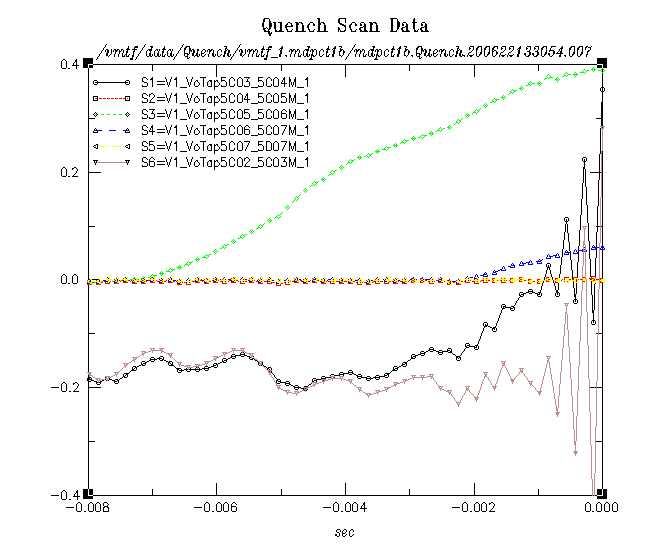 Quench Scan Data
/vmtf/data/Quench/vmtf_1.mdpct1b/mdpct1b.Quench.200622133054.007
0.4
S1=V1_VoTap5C03_5C04M_1
S2=V1_VoTap5C04_5C05M_1
S3=V1_VoTap5C05_5C06M_1
S4=V1_VoTap5C06_5C07M_1
S5=V1_VoTap5C07_5D07M_1
S6=V1_VoTap5C02_5C03M_1
0.2
0.0
-0.2
-0.4
-0.008 -0.006 -0.004 -0.002 0.000
sec